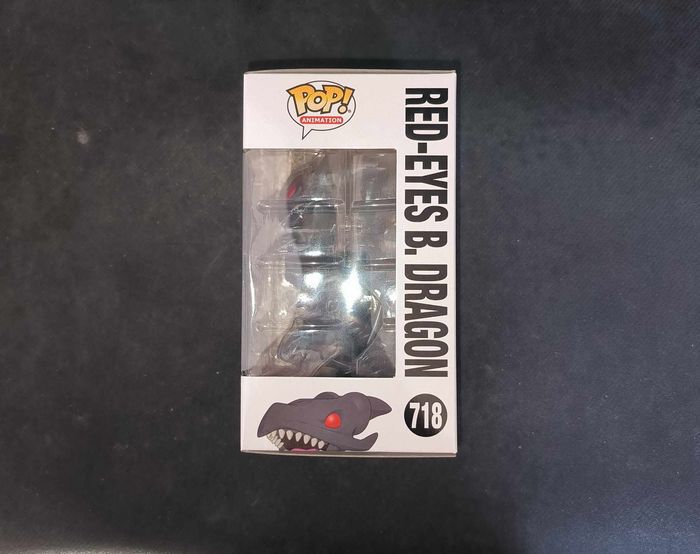 POP!
ANIMATION
RED-EYES B. DRAGON
718